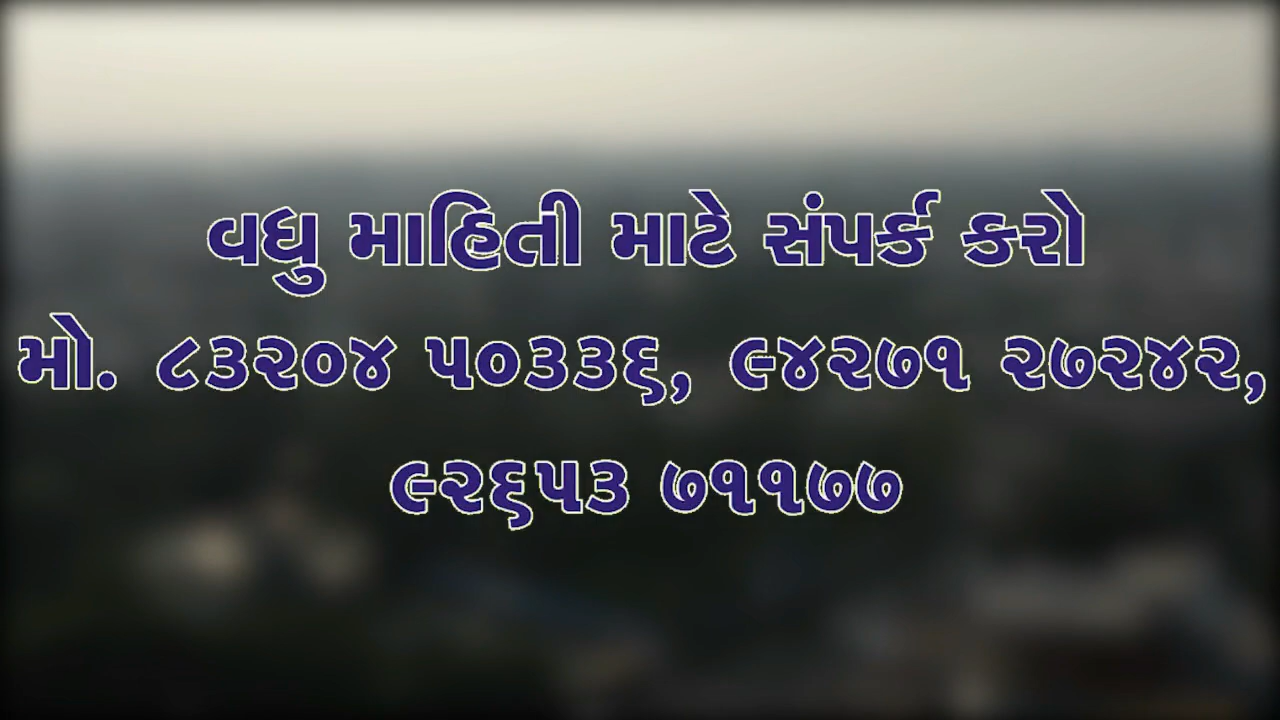 વધુ માહિતી માટે સંપર્ક કરો
મો. ૮૩૨૦૪ ૫૦૩૩૬, ૯૪૨૭૧ ૨૭૨૪૨,
૯૨૬૫૩ ૭૧૧૭૭